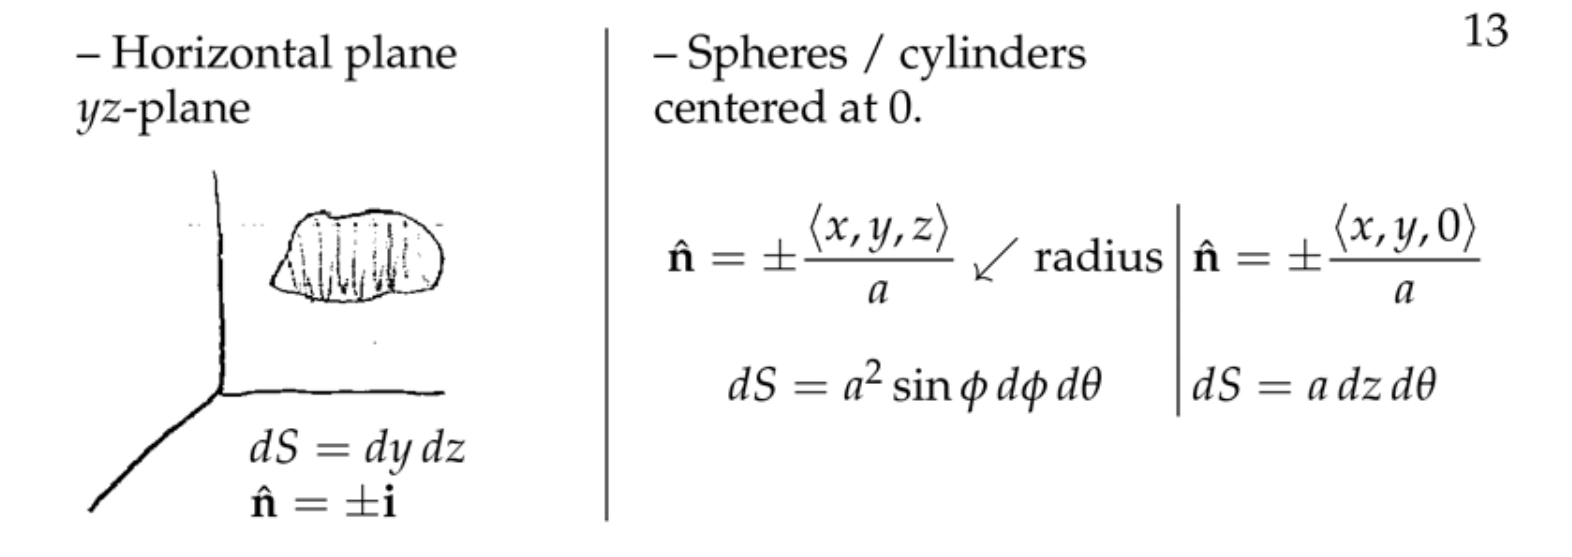 13
– Horizontal plane
yz-plane
dS = dy dz
n̂ = ±i
– Spheres / cylinders
centered at 0.
n̂ = ±⟨x, y, z⟩/a ↙ radius
dS = a² sin ϕ dϕ dθ
n̂ = ±⟨x, y, 0⟩/a
dS = a dz dθ